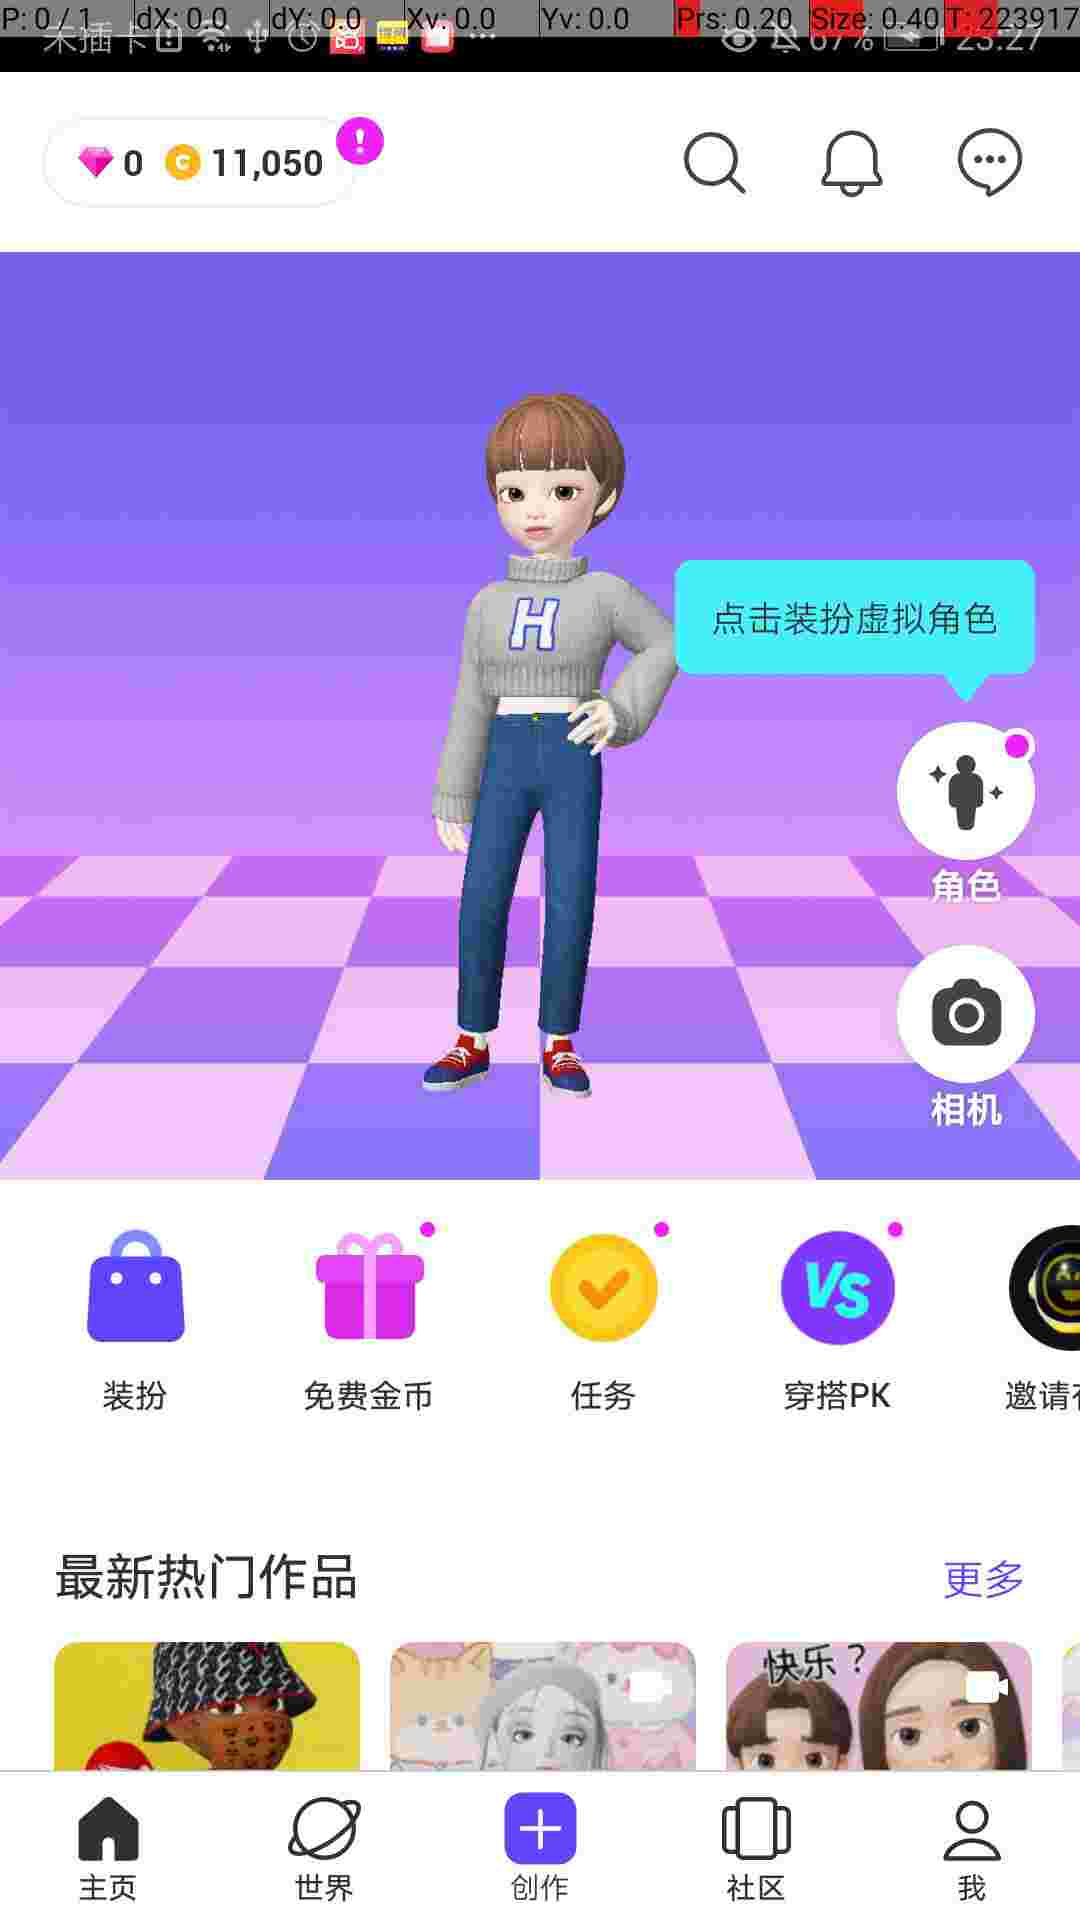 P: 0 / 1 dX: 0.0 dY: 0.0 Xv: 0.0 Yv: 0.0 Prs: 0.20 Size: 0.40 T: 223917
未插卡 67% 23:27
0 C 11,050 !
H
点击装扮虚拟角色
角色
相机
VS
装扮 免费金币 任务 穿搭PK 邀请
最新热门作品 更多
快乐？
主页 世界 创作 社区 我